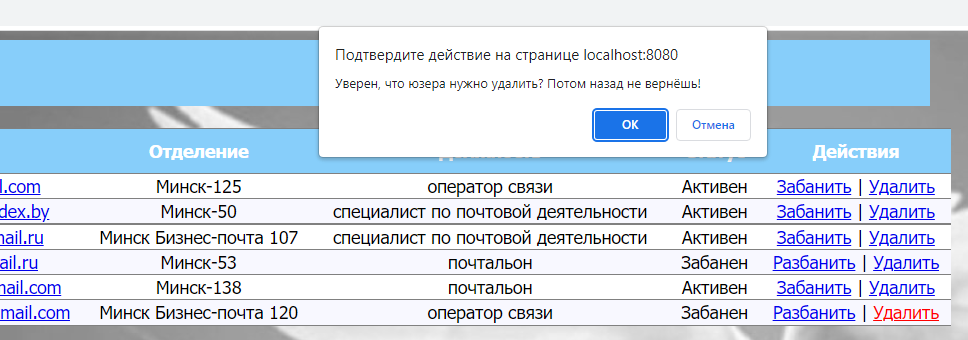 Подтвердите действие на странице localhost:8080
Уверен, что юзера нужно удалить? Потом назад не вернёшь!
ОК Отмена
Отделение Действия
l.com Минск-125 оператор связи Активен Забанить | Удалить
dex.by Минск-50 специалист по почтовой деятельности Активен Забанить | Удалить
mail.ru Минск Бизнес-почта 107 специалист по почтовой деятельности Активен Забанить | Удалить
ail.ru Минск-53 почтальон Забанен Разбанить | Удалить
mail.com Минск-138 почтальон Активен Забанить | Удалить
mail.com Минск Бизнес-почта 120 оператор связи Забанен Разбанить | Удалить